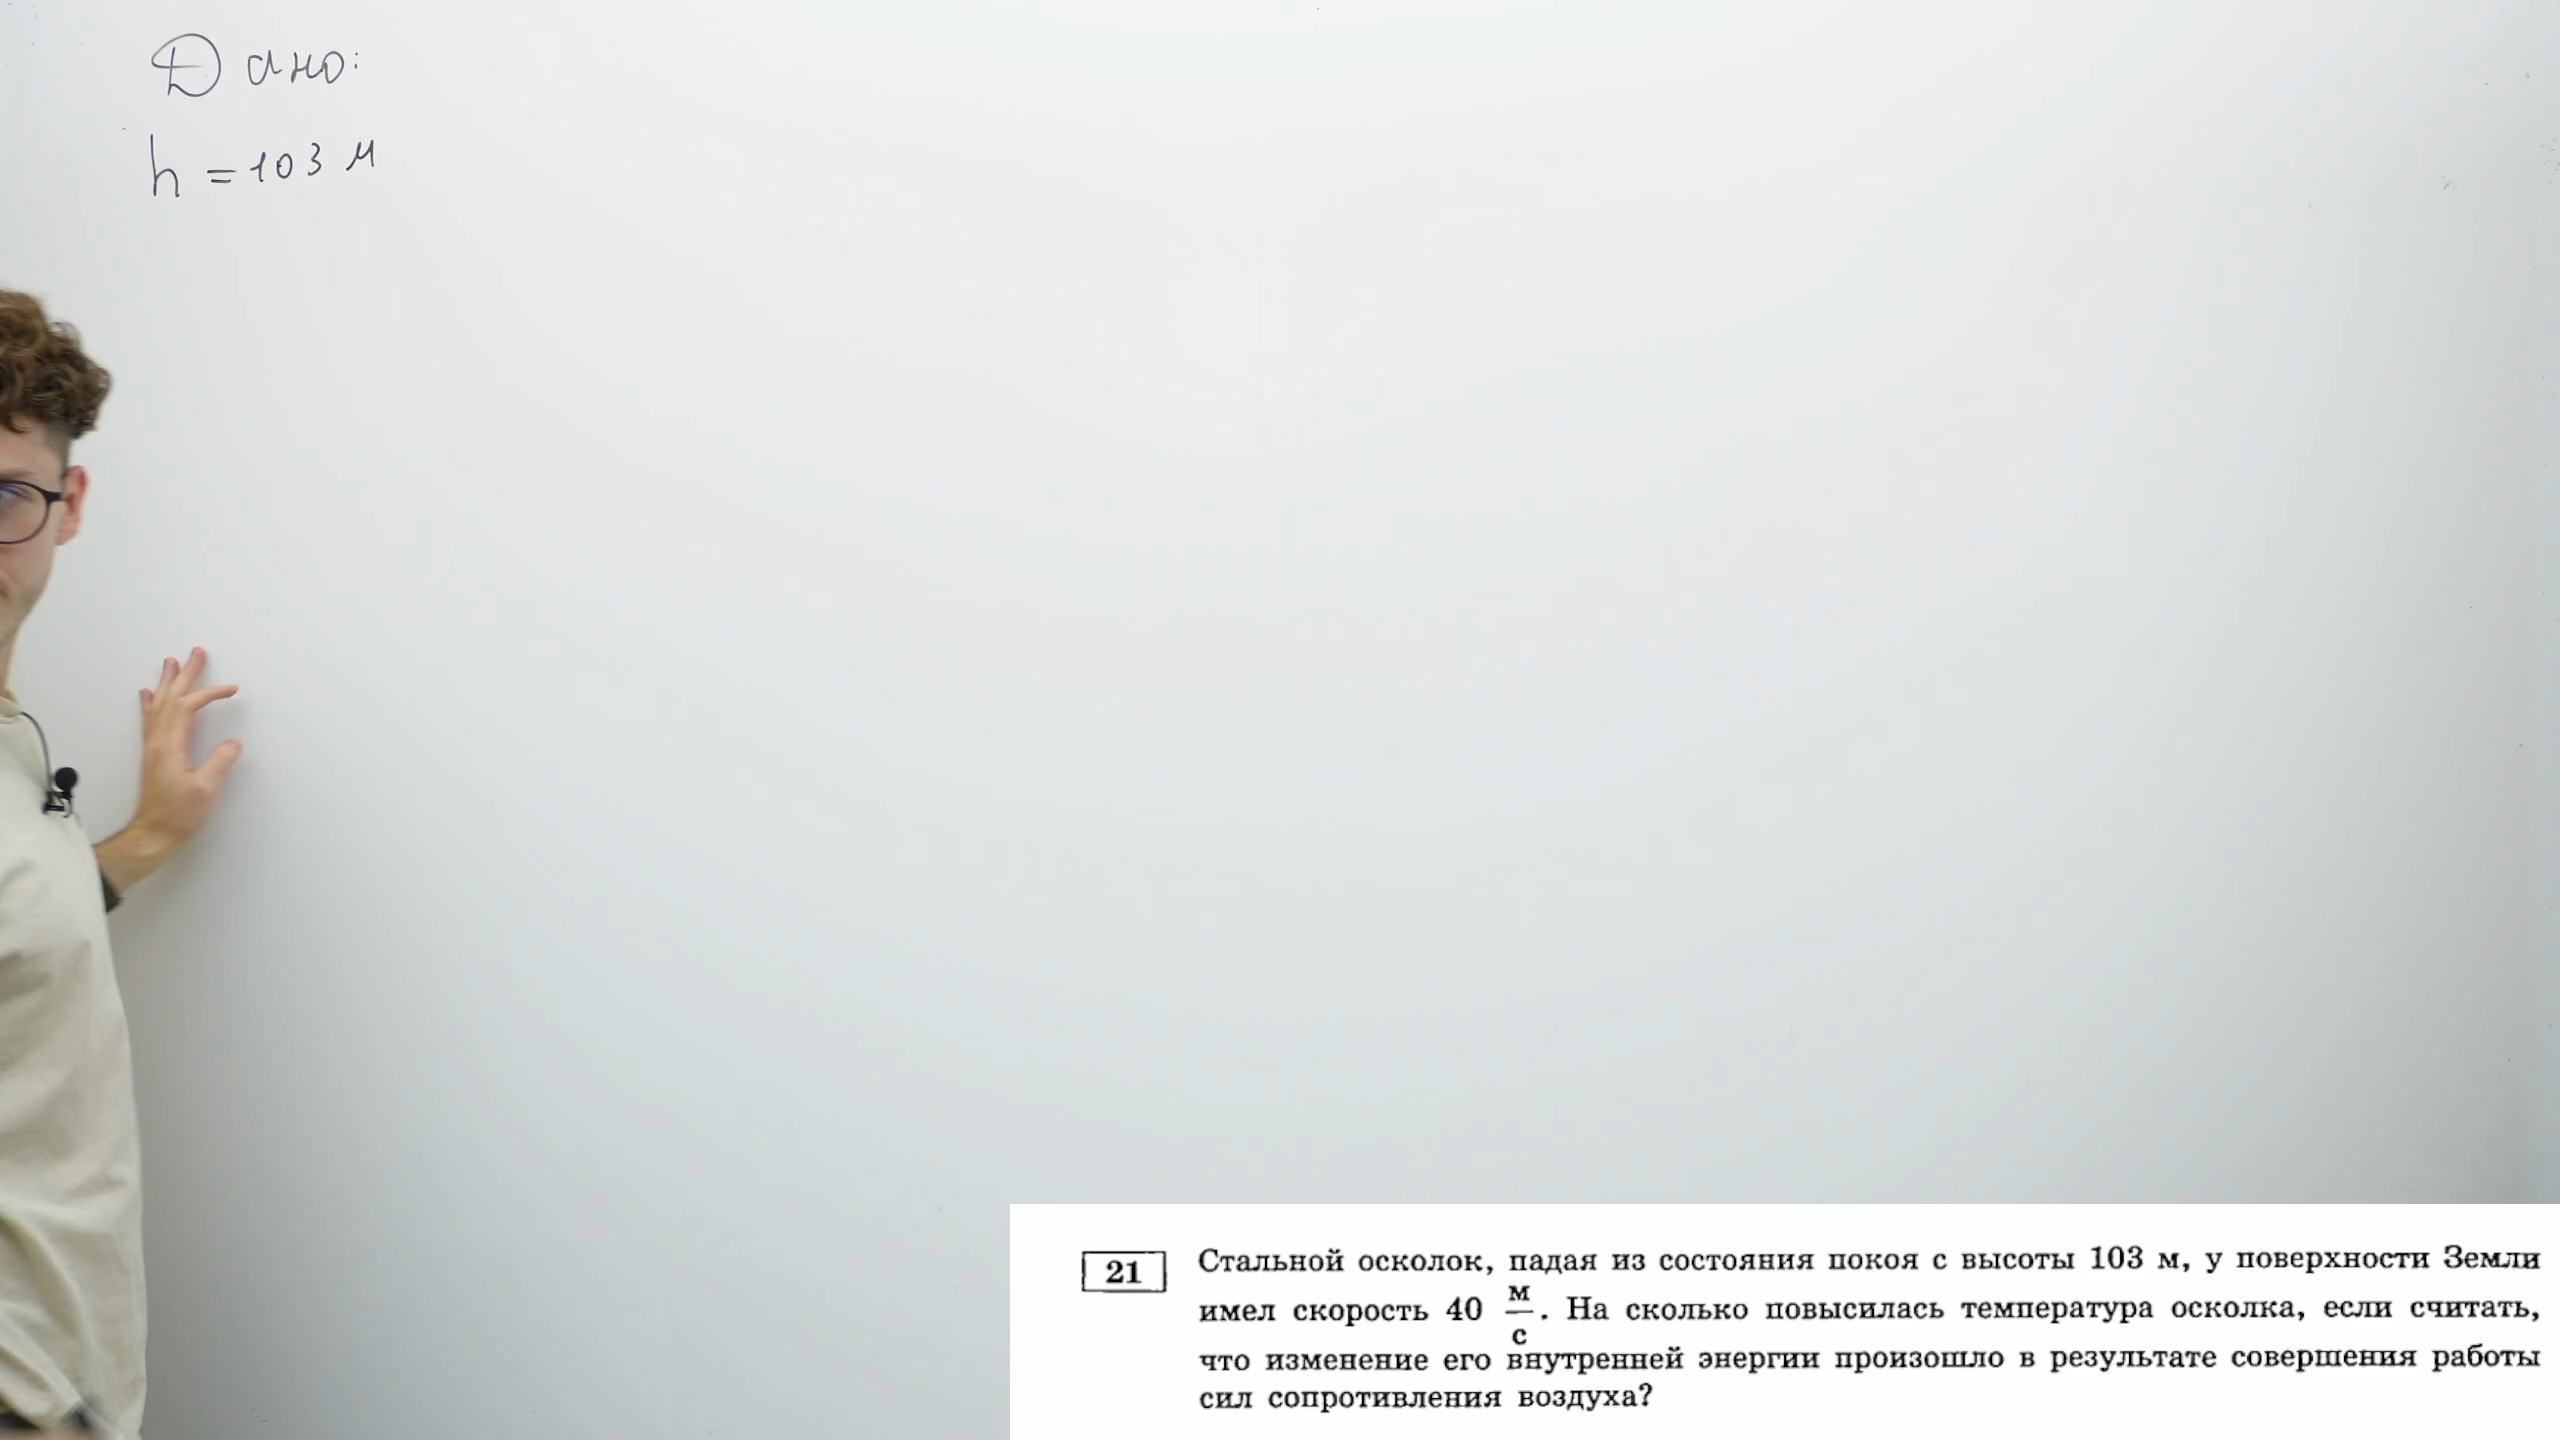 Дано:
h = 103 м
21
Стальной осколок, падая из состояния покоя с высоты 103 м, у поверхности Земли
имел скорость 40 м/с. На сколько повысилась температура осколка, если считать,
что изменение его внутренней энергии произошло в результате совершения работы
сил сопротивления воздуха?